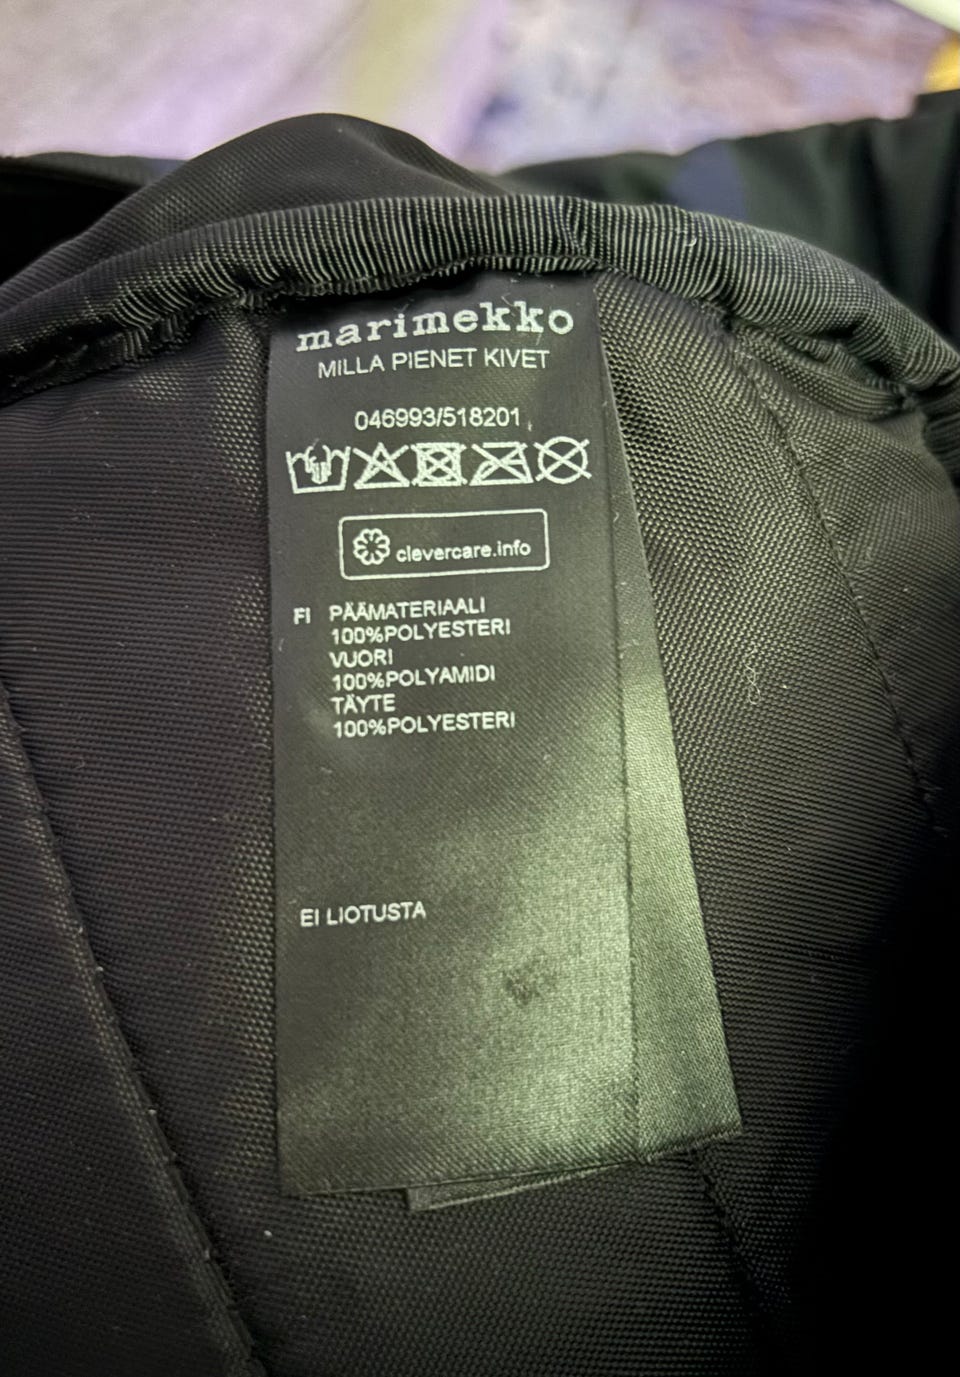 marimekko
MILLA PIENET KIVET
046993/518201
clevercare.info
FI PÄÄMATERIAALI
100%POLYESTERI
VUORI
100%POLYAMIDI
TÄYTE
100%POLYESTERI
EI LIOTUSTA